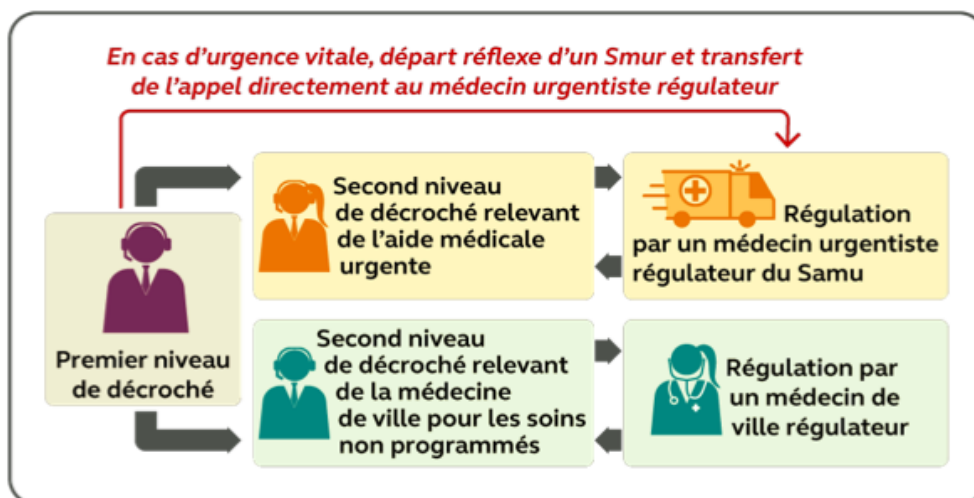 En cas d’urgence vitale, départ réflexe d’un Smur et transfert
de l’appel directement au médecin urgentiste régulateur
Premier niveau
de décroché
Second niveau
de décroché relevant
de l’aide médicale
urgente
Régulation
par un médecin urgentiste
régulateur du Samu
Second niveau
de décroché relevant
de la médecine
de ville pour les soins
non programmés
Régulation par
un médecin de
ville régulateur